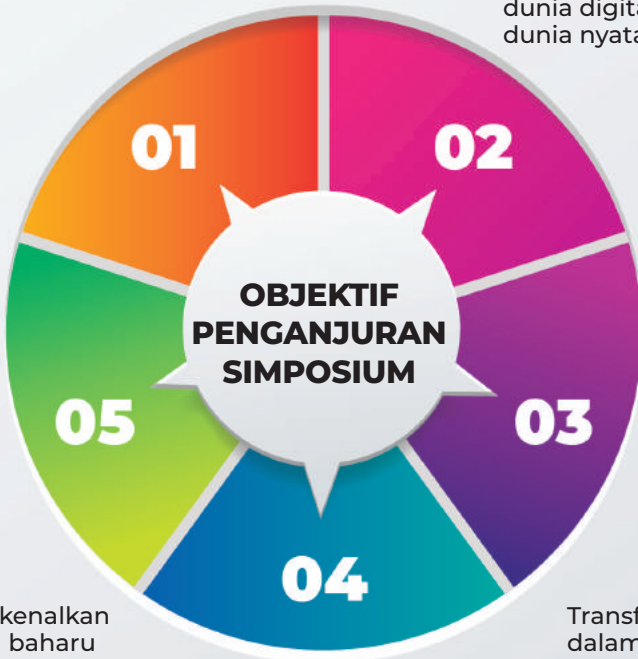 dunia digita
dunia nyata
01
02
OBJEKTIF
PENGANJURAN
SIMPOSIUM
05
03
04
kenalkan
baharu
Transf
dalam